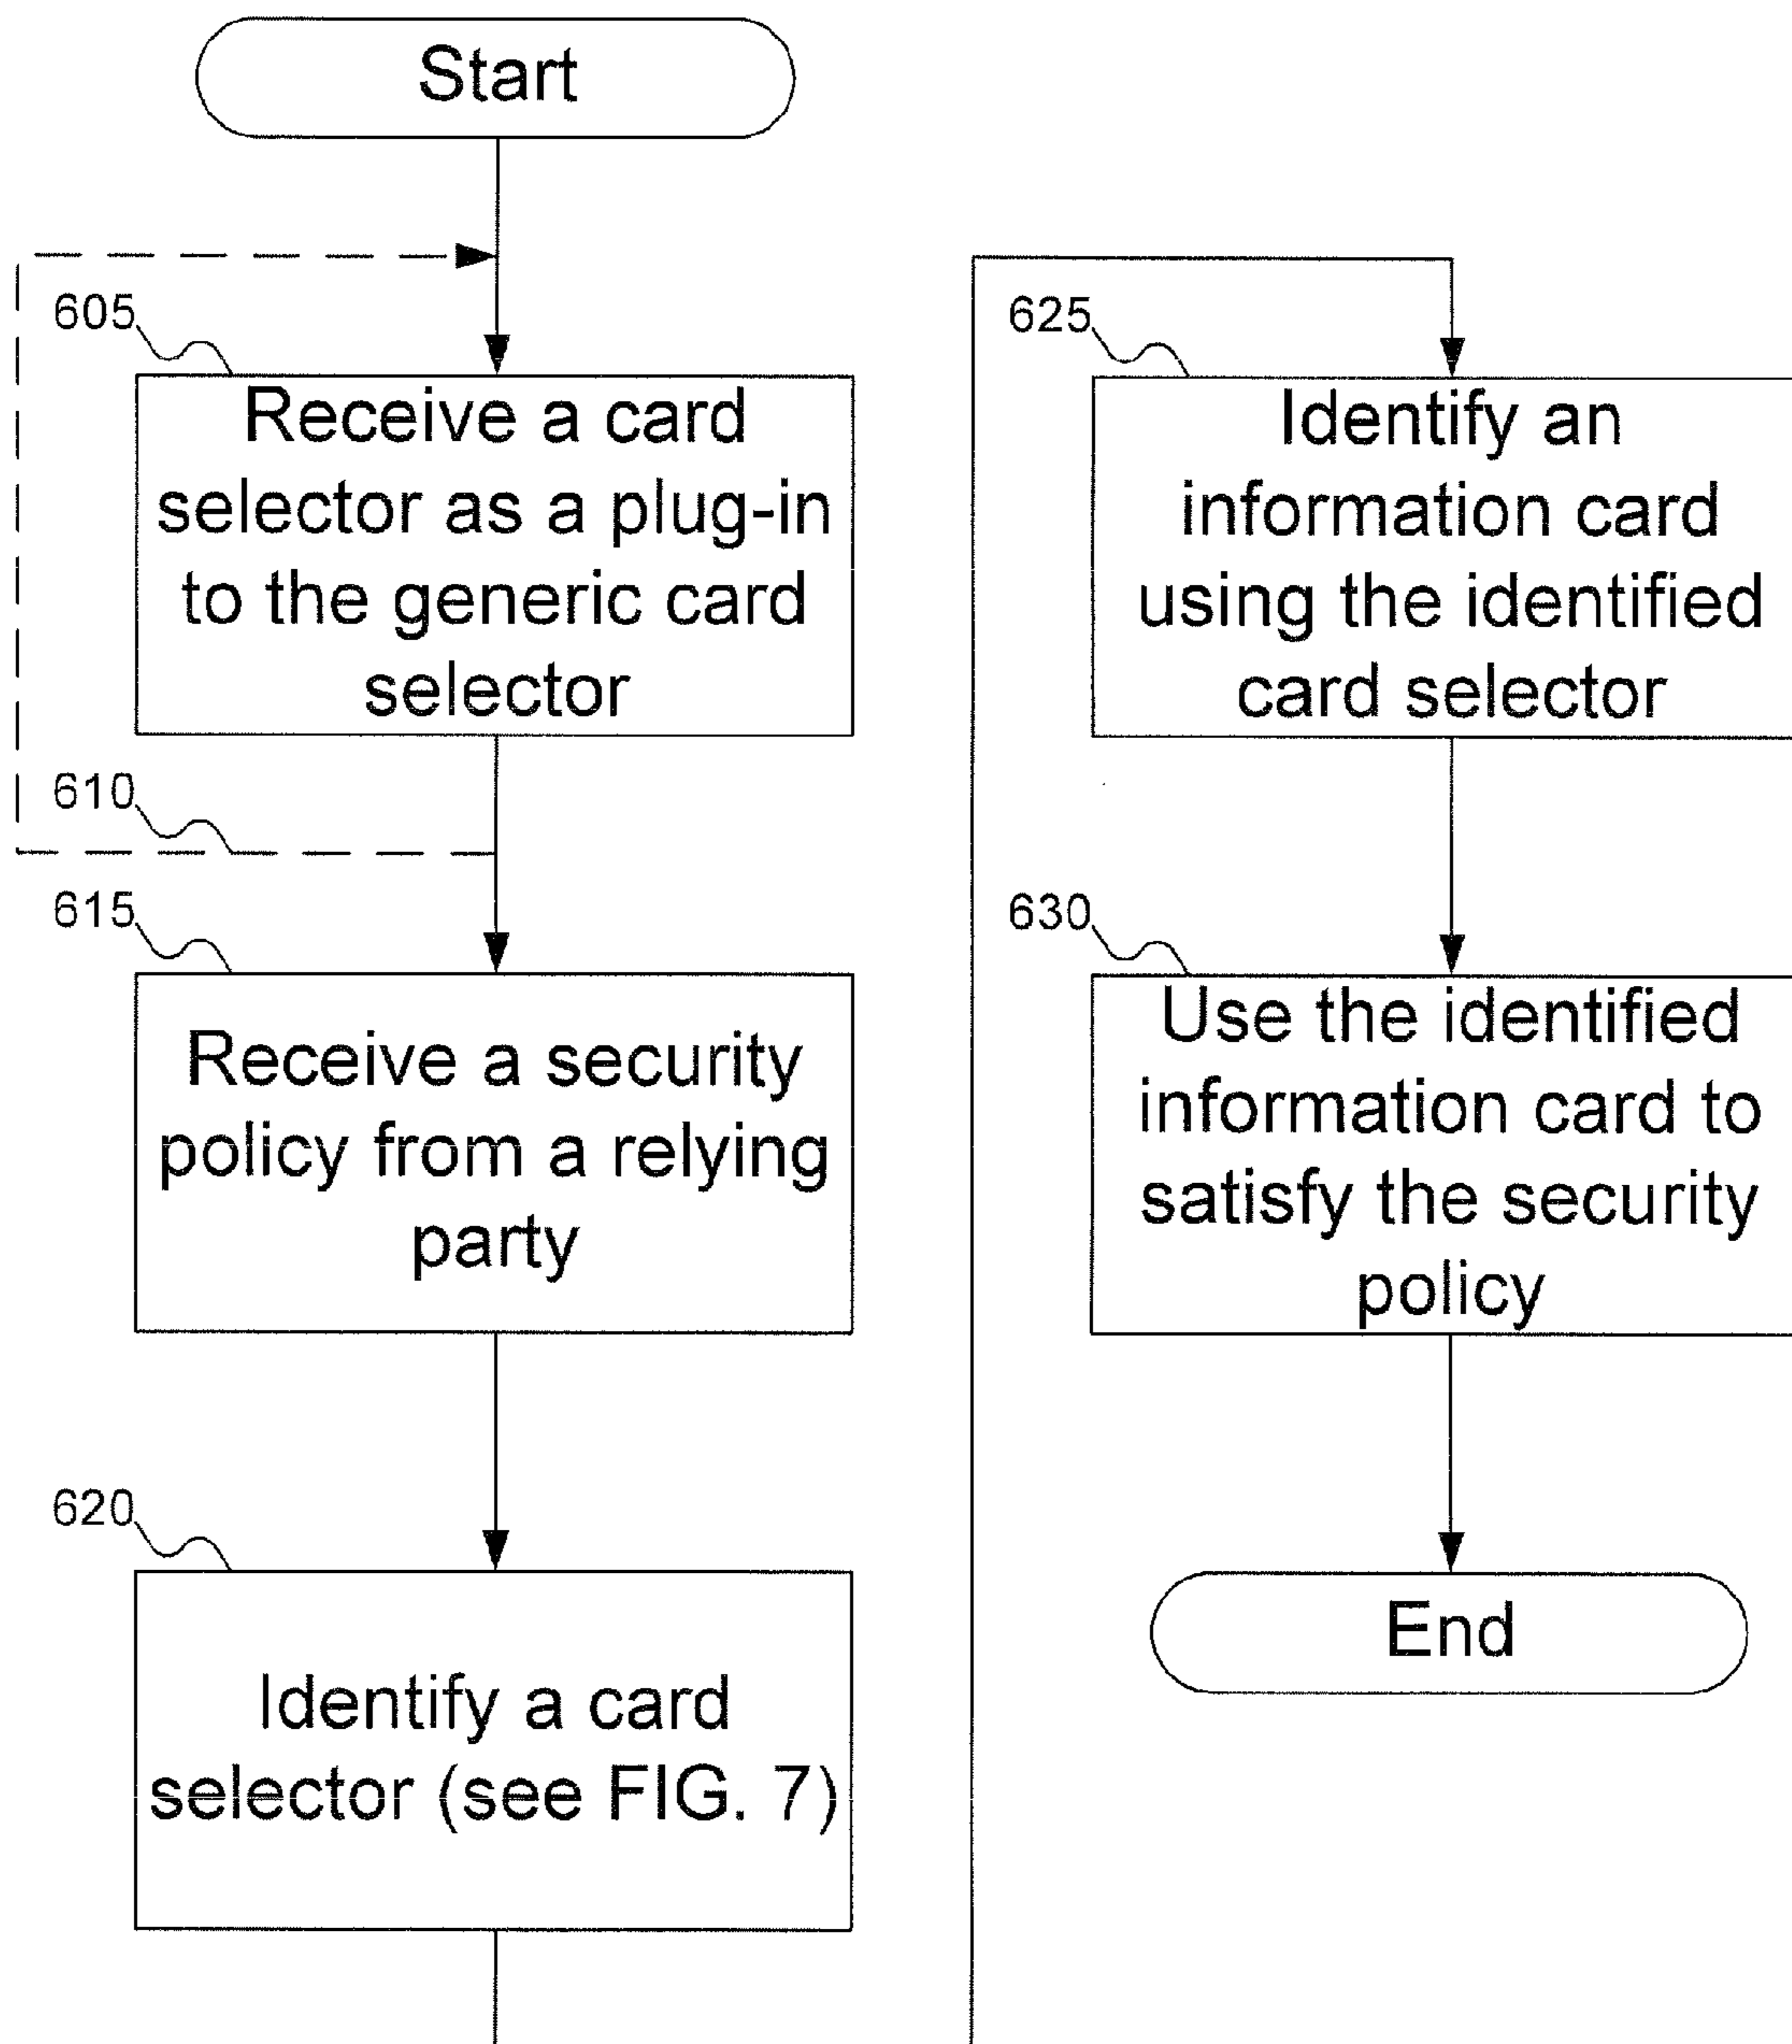 Start
605
Receive a card
selector as a plug-in
to the generic card
selector
610
615
Receive a security
policy from a relying
party
620
Identify a card
selector (see FIG. 7)
625
Identify an
information card
using the identified
card selector
630
Use the identified
information card to
satisfy the security
policy
End